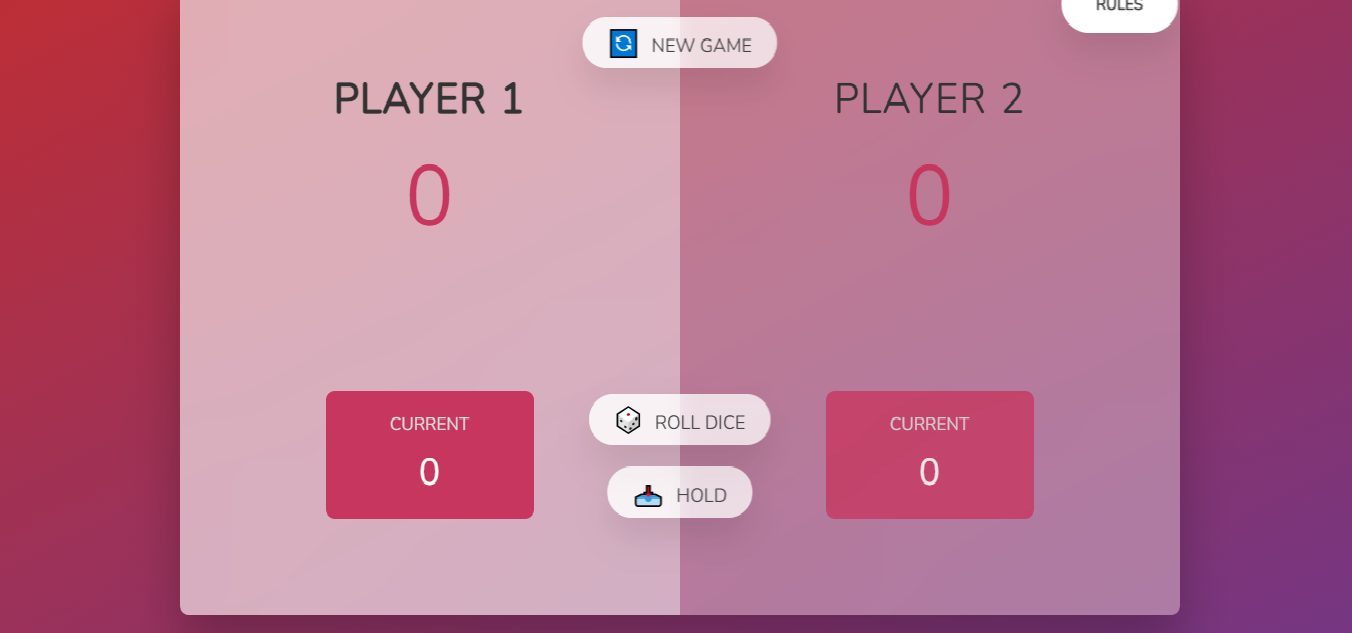 RULES
NEW GAME
PLAYER 1
PLAYER 2
0
0
CURRENT
0
ROLL DICE
HOLD
CURRENT
0